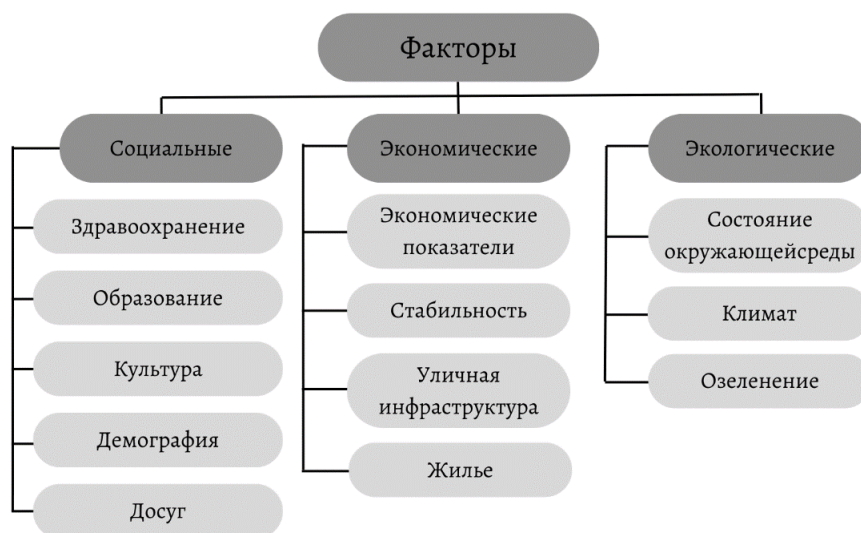 Факторы
Социальные
Здравоохранение
Образование
Культура
Демография
Досуг
Экономические
Экономические
показатели
Стабильность
Уличная
инфраструктура
Жилье
Экологические
Состояние
окружающейсреды
Климат
Озеленение